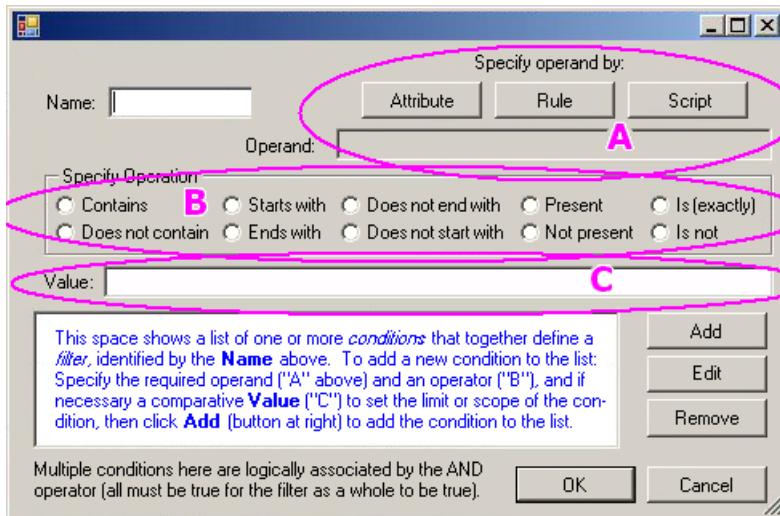 Specify operand by:
Name:
Attribute Rule Script
A
Operand:
Specify Operation
B
Contains Starts with Does not end with Present Is (exactly)
Does not contain Ends with Does not start with Not present Is not
Value:
C
This space shows a list of one or more conditions that together define a
filter, identified by the Name above. To add a new condition to the list:
Specify the required operand ("A" above) and an operator ("B"), and if
necessary a comparative Value ("C") to set the limit or scope of the con-
dition, then click Add (button at right) to add the condition to the list.
Add
Edit
Remove
Multiple conditions here are logically associated by the AND
operator (all must be true for the filter as a whole to be true).
OK Cancel